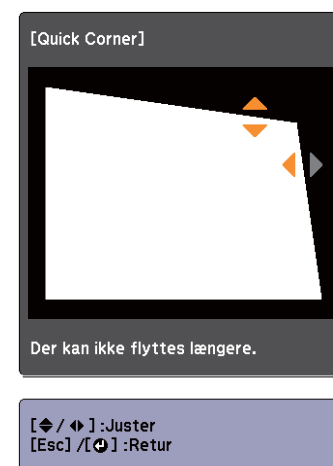 [Quick Corner]
Der kan ikke flyttes længere.
[◆/◆] :Juster
[Esc] /[⏎] :Retur